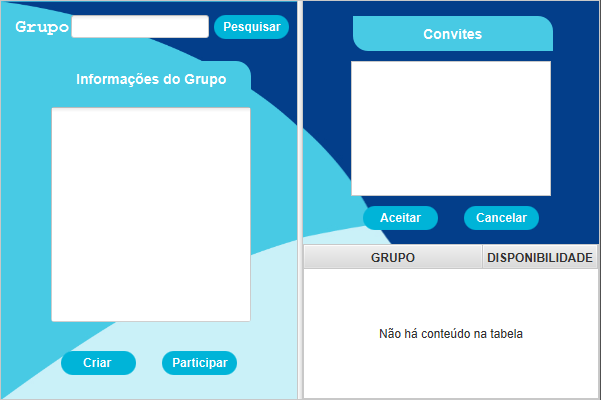 Grupo Pesquisar
Informações do Grupo
Criar Participar
Convites
Aceitar Cancelar
GRUPO DISPONIBILIDADE
Não há conteúdo na tabela